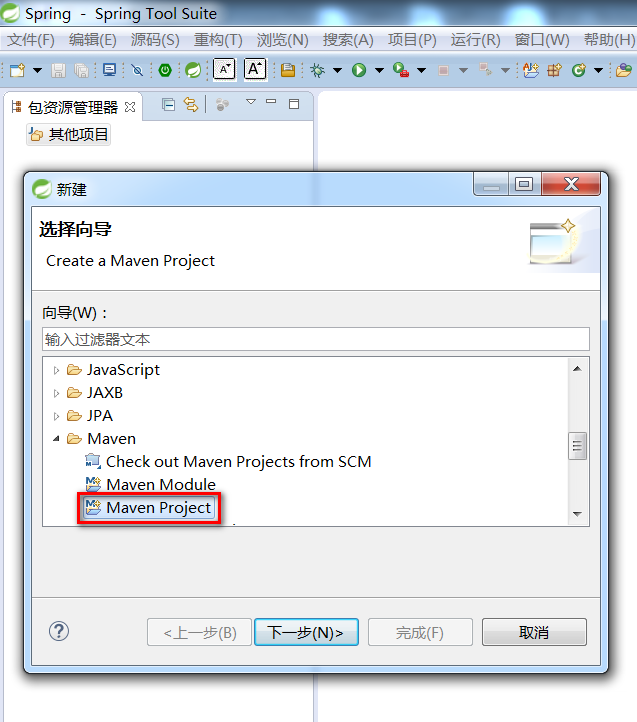 Spring - Spring Tool Suite
文件(F) 编辑(E) 源码(S) 重构(T) 浏览(N) 搜索(A) 项目(P) 运行(R) 窗口(W) 帮助(H)
包资源管理器
其他项目
新建
选择向导
Create a Maven Project
向导(W)：
输入过滤器文本
JavaScript
JAXB
JPA
Maven
Check out Maven Projects from SCM
Maven Module
Maven Project
<上一步(B) 下一步(N)> 完成(F) 取消